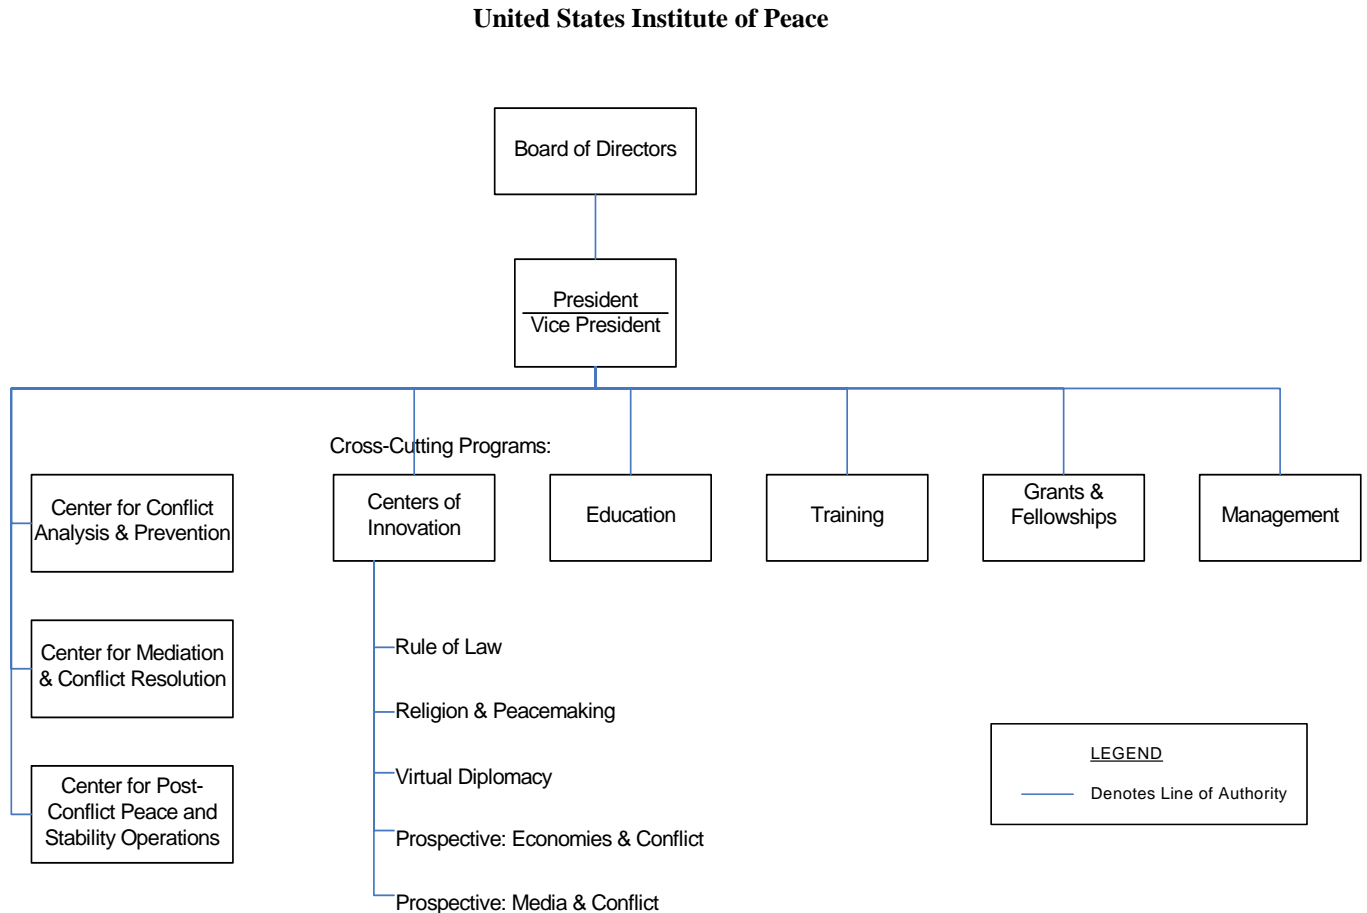 United States Institute of Peace
Board of Directors
President
Vice President
Cross-Cutting Programs:
Center for Conflict
Analysis & Prevention
Centers of
Innovation
Education
Training
Grants &
Fellowships
Management
Center for Mediation
& Conflict Resolution
Center for Post-
Conflict Peace and
Stability Operations
Rule of Law
Religion & Peacemaking
Virtual Diplomacy
Prospective: Economies & Conflict
Prospective: Media & Conflict
LEGEND
Denotes Line of Authority